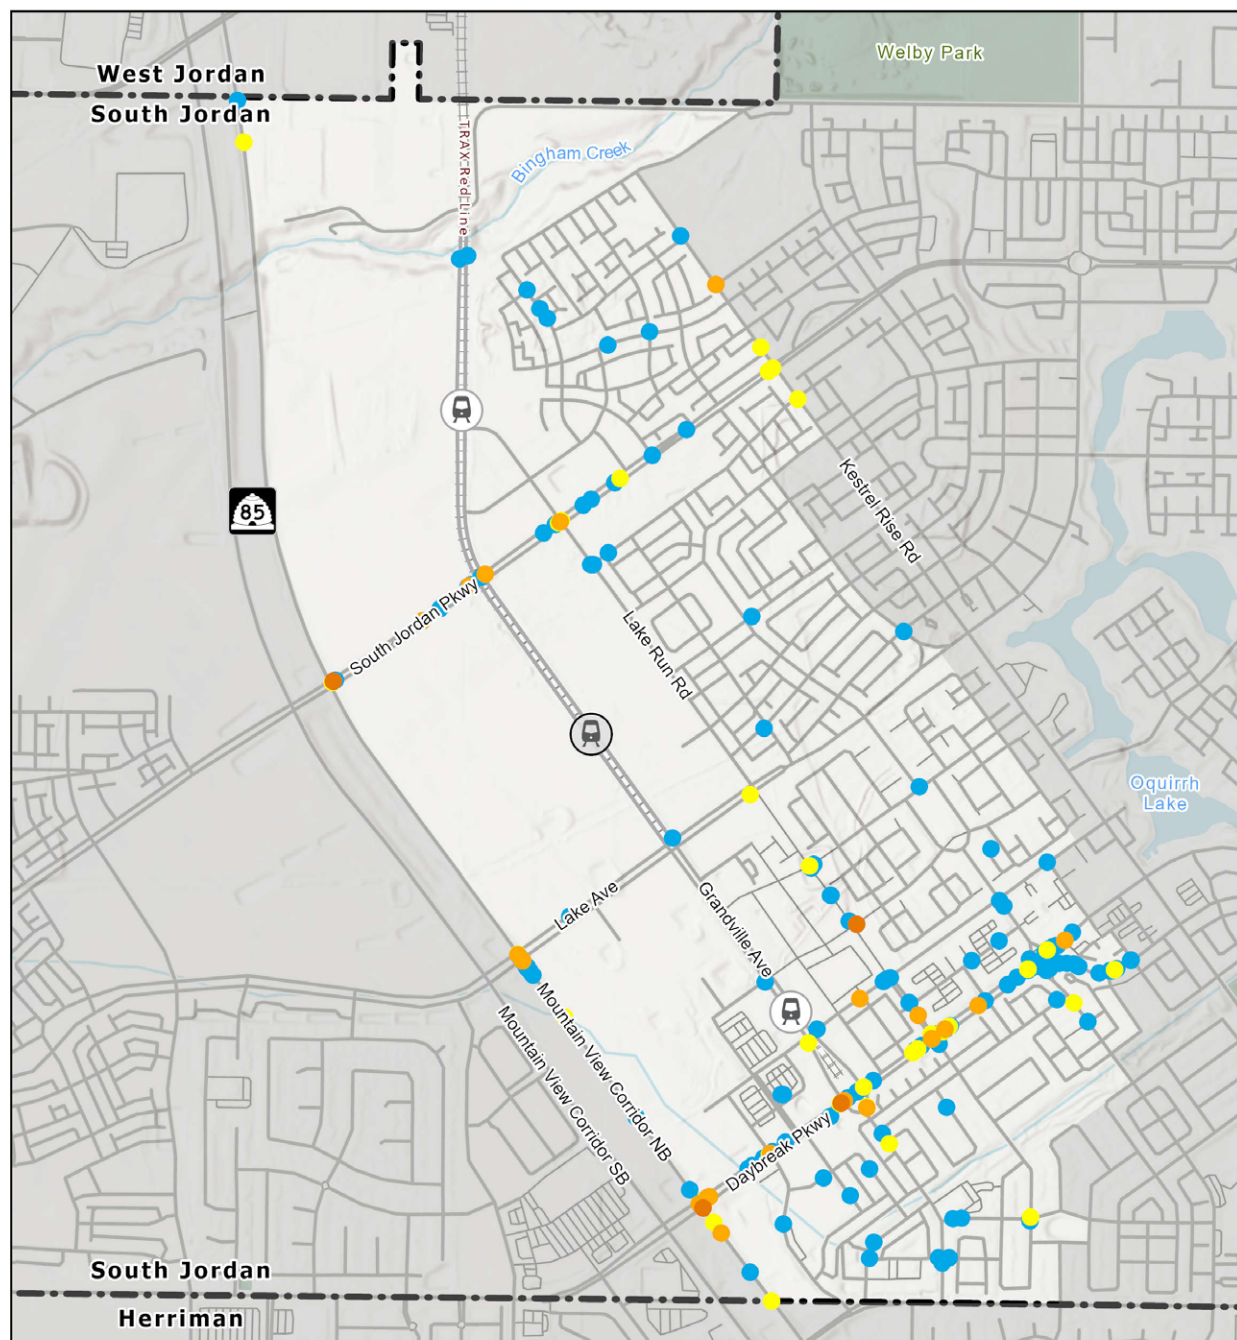 West Jordan
South Jordan
Welby Park
TRAX Red Line
Bingham Creek
85
Kestrel Rise Rd
South Jordan Pkwy
Lake Run Rd
Oquirrh
Lake
Lake Ave
Grandville Ave
Mountain View Corridor NB
Mountain View Corridor SB
Daybreak Pkwy
South Jordan
Herriman